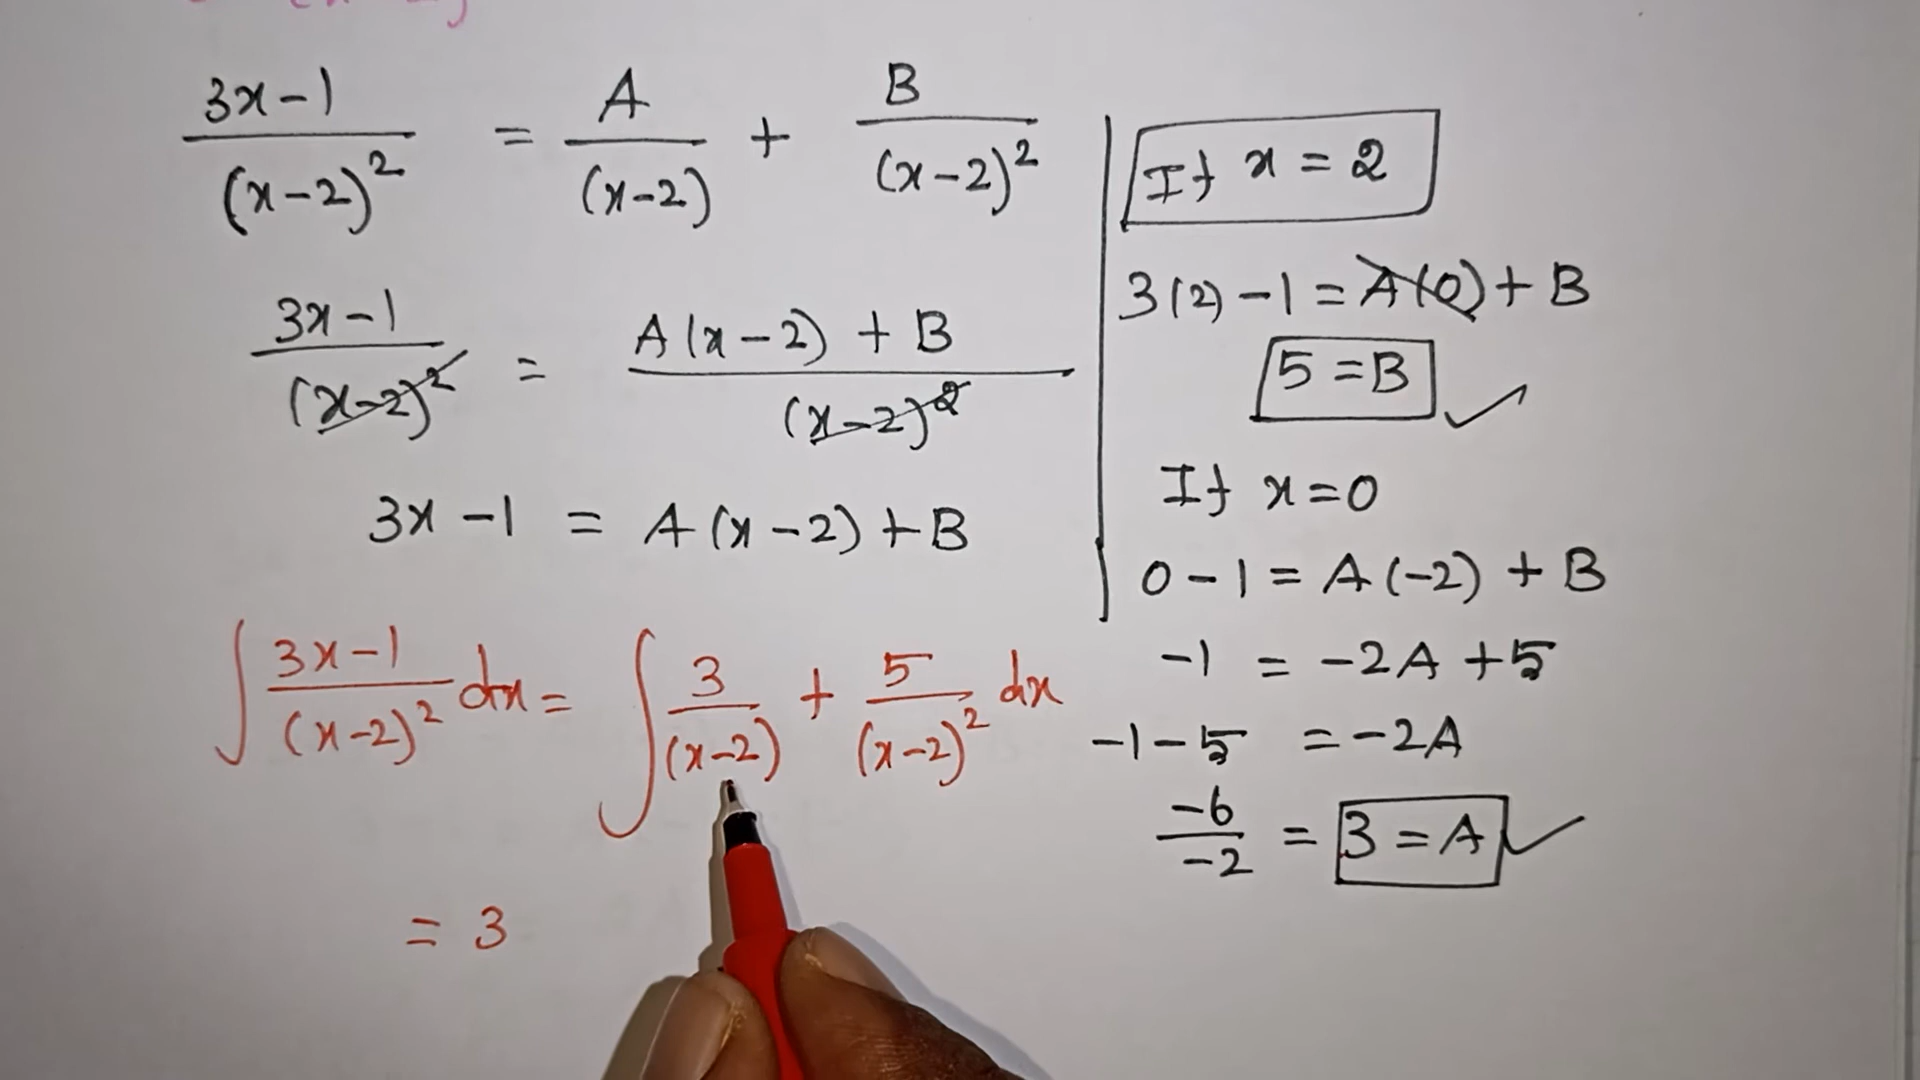 (3x-1)/(x-2)² = A/(x-2) + B/(x-2)²
(3x-1)/(x-2)² = (A(x-2) + B)/(x-2)²
3x-1 = A(x-2)+B
∫ (3x-1)/(x-2)² dx = ∫ 3/(x-2) + 5/(x-2)² dx
= 3
If x = 2
3(2)-1 = A(0)+B
5 = B ✓
If x=0
0-1 = A(-2) + B
-1 = -2A +5
-1-5 = -2A
-6/-2 = 3 = A ✓